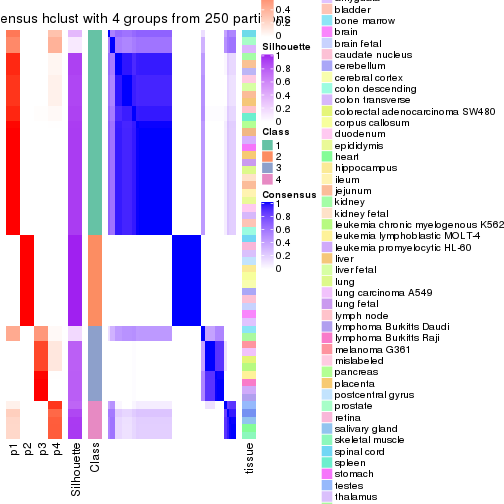 ensus hclust with 4 groups from 250 partitions
0.4
0.2
0
Silhouette
1
0.8
0.6
0.4
0.2
0
Class
1
2
3
4
Consensus
1
0.8
0.6
0.4
0.2
0
bladder
bone marrow
brain
brain fetal
caudate nucleus
cerebellum
cerebral cortex
colon descending
colon transverse
colorectal adenocarcinoma SW480
corpus callosum
duodenum
epididymis
heart
hippocampus
ileum
jejunum
kidney
kidney fetal
leukemia chronic myelogenous K562
leukemia lymphoblastic MOLT-4
leukemia promyelocytic HL-60
liver
liver fetal
lung
lung carcinoma A549
lung fetal
lymph node
lymphoma Burkitts Daudi
lymphoma Burkitts Raji
melanoma G361
mislabeled
pancreas
placenta
postcentral gyrus
prostate
retina
salivary gland
skeletal muscle
spinal cord
spleen
stomach
testes
thalamus
p1
p2
p3
p4
Silhouette
Class
tissue